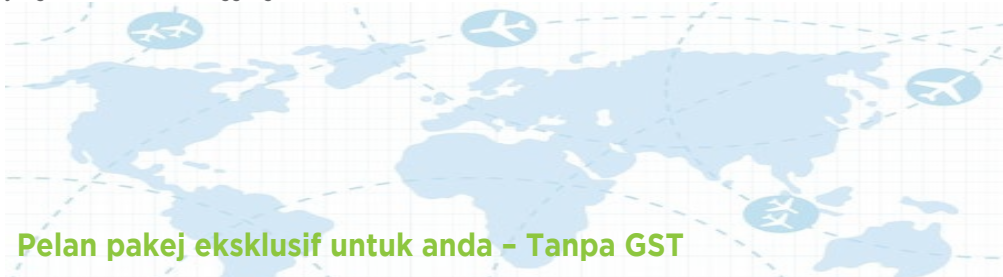 Pelan pakej eksklusif untuk anda – Tanpa GST